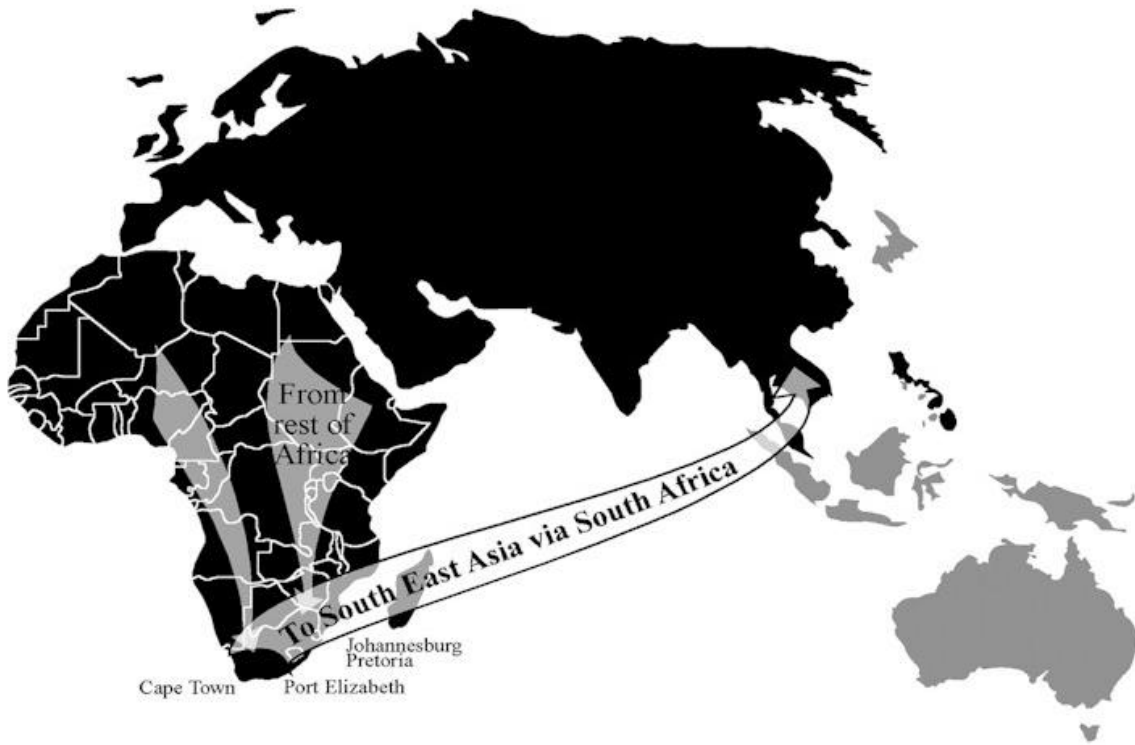 From
rest of
Africa
To South East Asia via South Africa
Johannesburg
Pretoria
Cape Town
Port Elizabeth